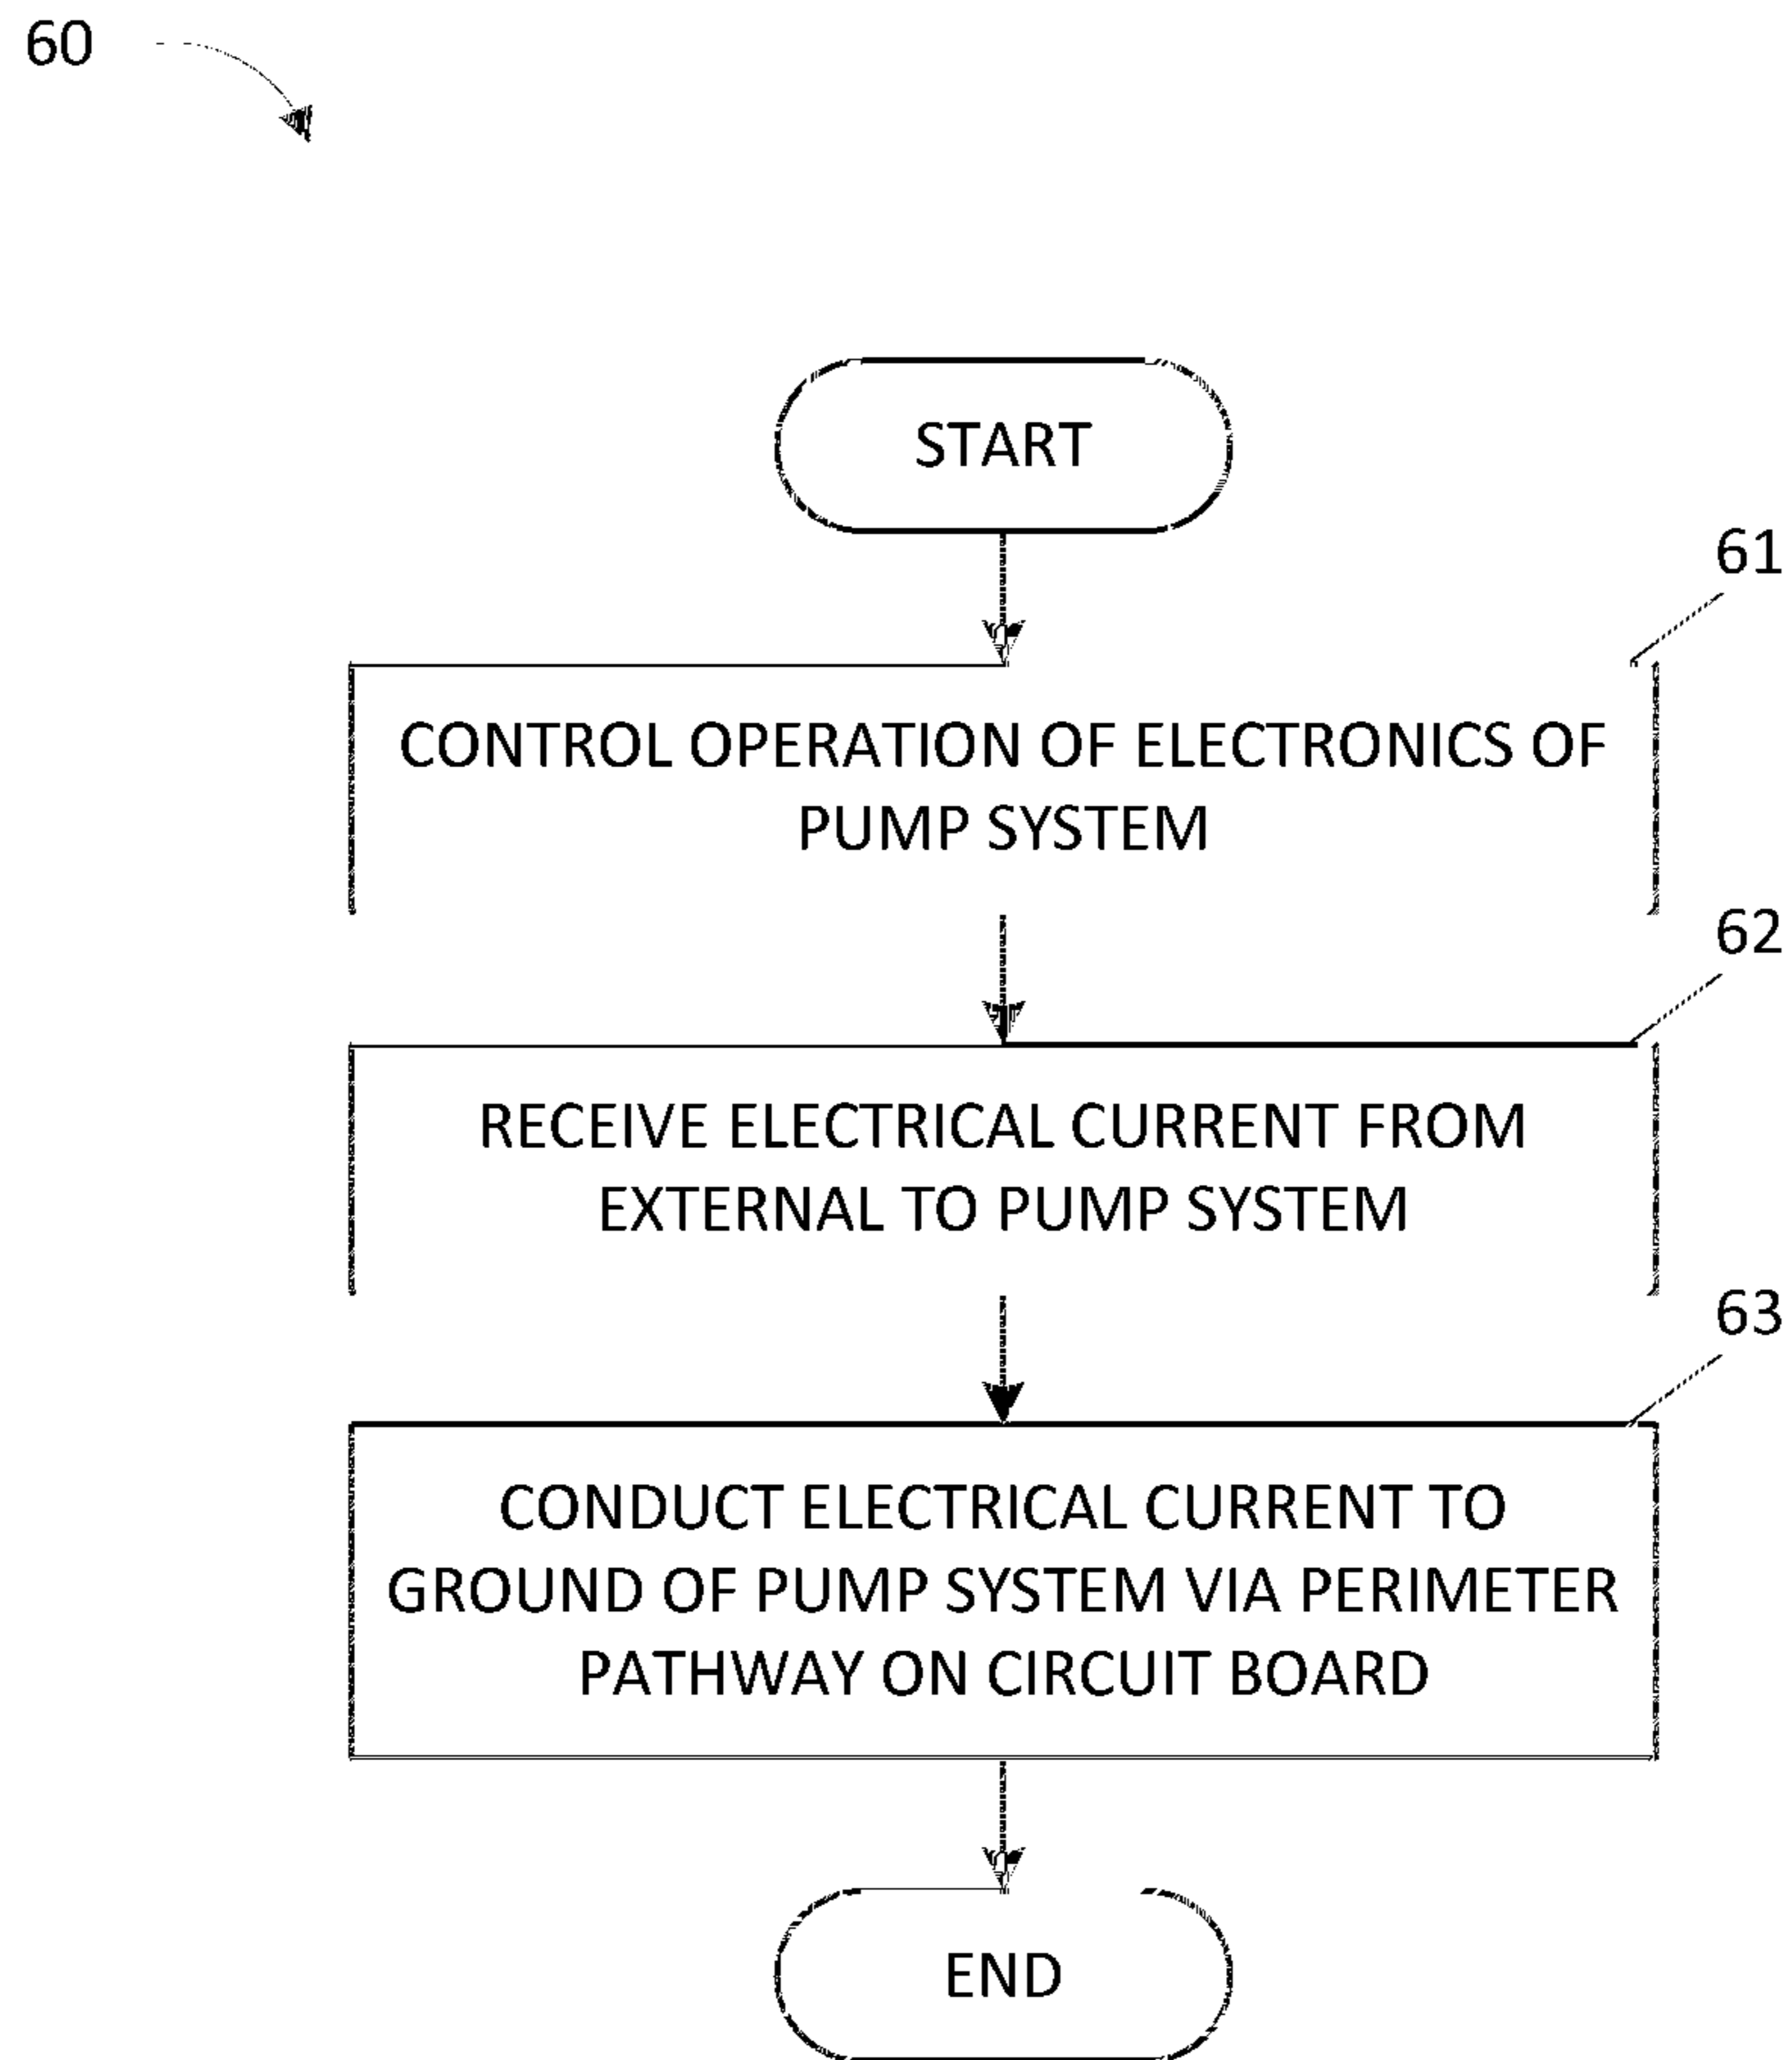 60
START
61
CONTROL OPERATION OF ELECTRONICS OF
PUMP SYSTEM
62
RECEIVE ELECTRICAL CURRENT FROM
EXTERNAL TO PUMP SYSTEM
63
CONDUCT ELECTRICAL CURRENT TO
GROUND OF PUMP SYSTEM VIA PERIMETER
PATHWAY ON CIRCUIT BOARD
END